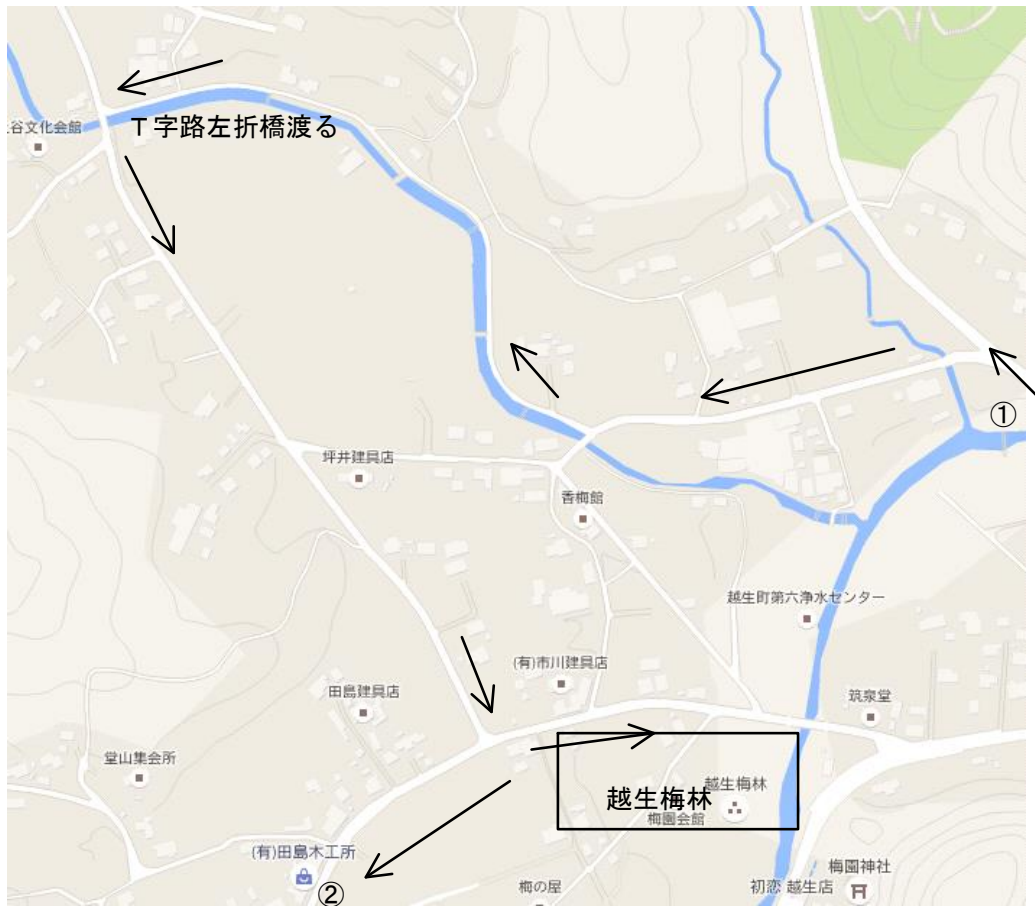 谷文化会館
T字路左折橋渡る
①
坪井建具店
香梅館
越生町第六浄水センター
(有)市川建具店
田島建具店
筑泉堂
堂山集会所
越生梅林
越生梅林
梅園会館
(有)田島木工所
②
梅の屋
梅園神社
初恋 越生店